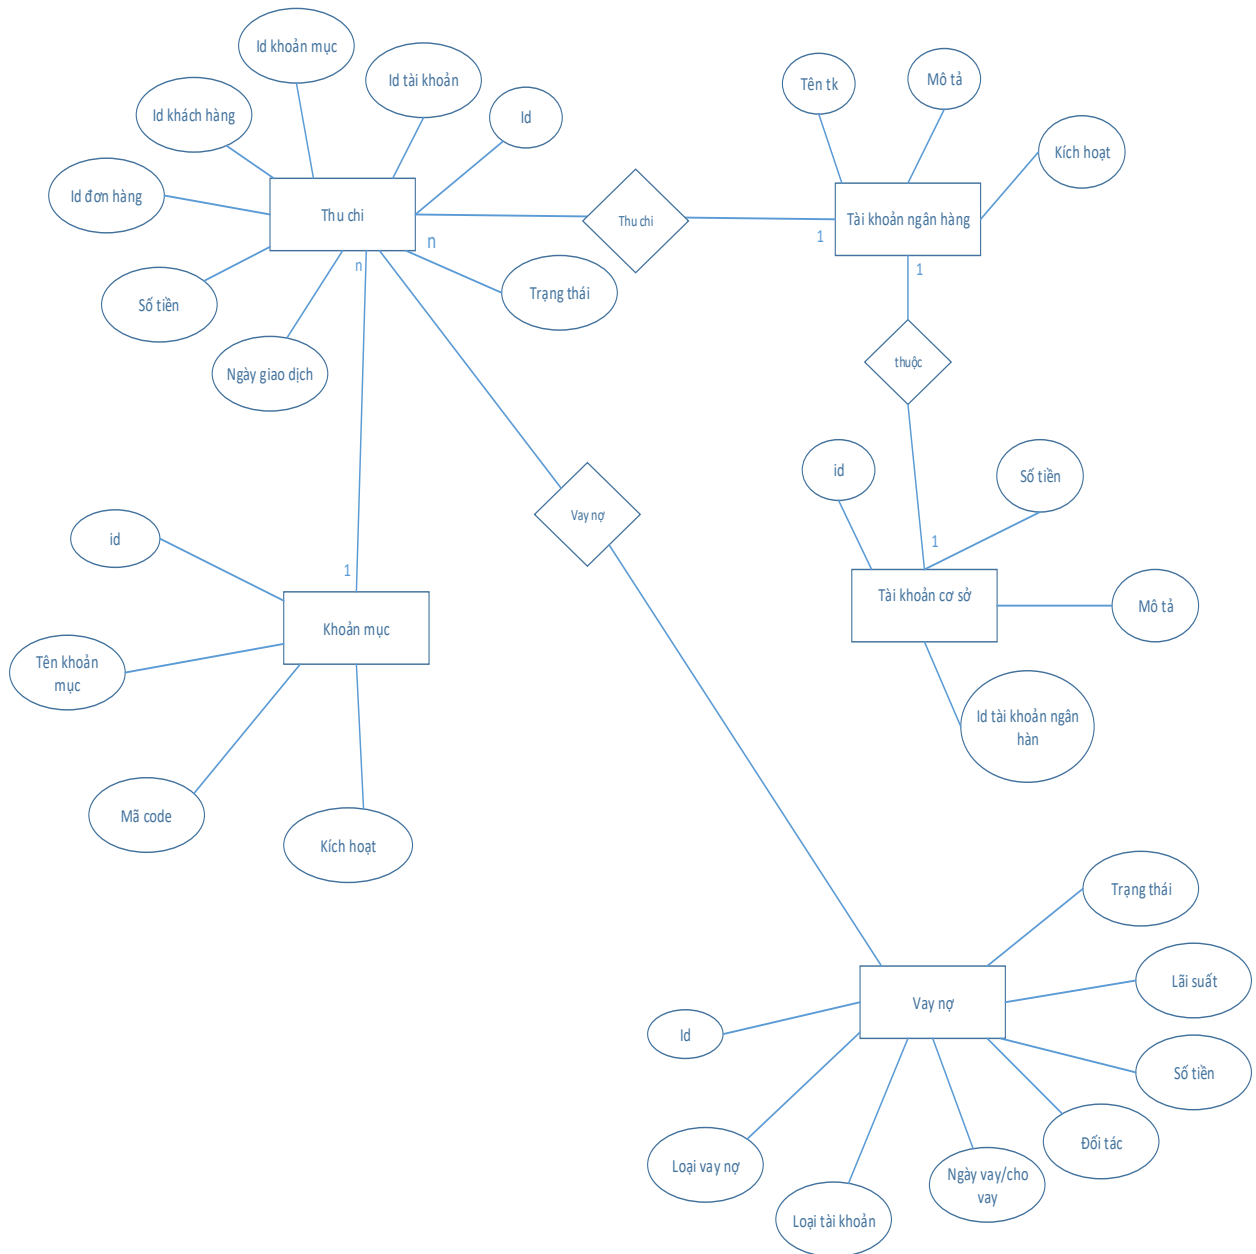 Id khoản mục
Id tài khoản
Id khách hàng
Id
Id đơn hàng
Thu chi
n
n
Số tiền
Ngày giao dịch
Trạng thái
Thu chi
Tên tk
Mô tả
Kích hoạt
Tài khoản ngân hàng
1
1
thuộc
id
Số tiền
1
Tài khoản cơ sở
Mô tả
Id tài khoản ngân
hàn
Vay nợ
id
1
Khoản mục
Tên khoản
mục
Mã code
Kích hoạt
Trạng thái
Lãi suất
Vay nợ
Id
Số tiền
Đối tác
Loại vay nợ
Ngày vay/cho
vay
Loại tài khoản